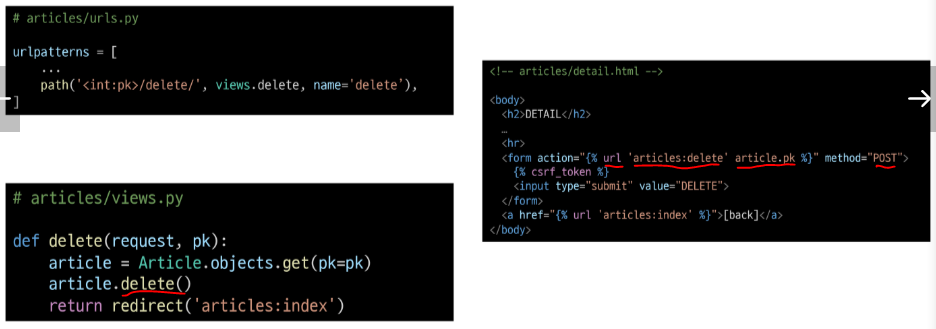 # articles/urls.py
urlpatterns = [
...
path('<int:pk>/delete/', views.delete, name='delete'),
]
# articles/views.py
def delete(request, pk):
article = Article.objects.get(pk=pk)
article.delete()
return redirect('articles:index')
<!-- articles/detail.html -->
<body>
<h2>DETAIL</h2>
…
<hr>
<form action="{% url 'articles:delete' article.pk %}" method="POST">
{% csrf_token %}
<input type="submit" value="DELETE">
</form>
<a href="{% url 'articles:index' %}">[back]</a>
</body>